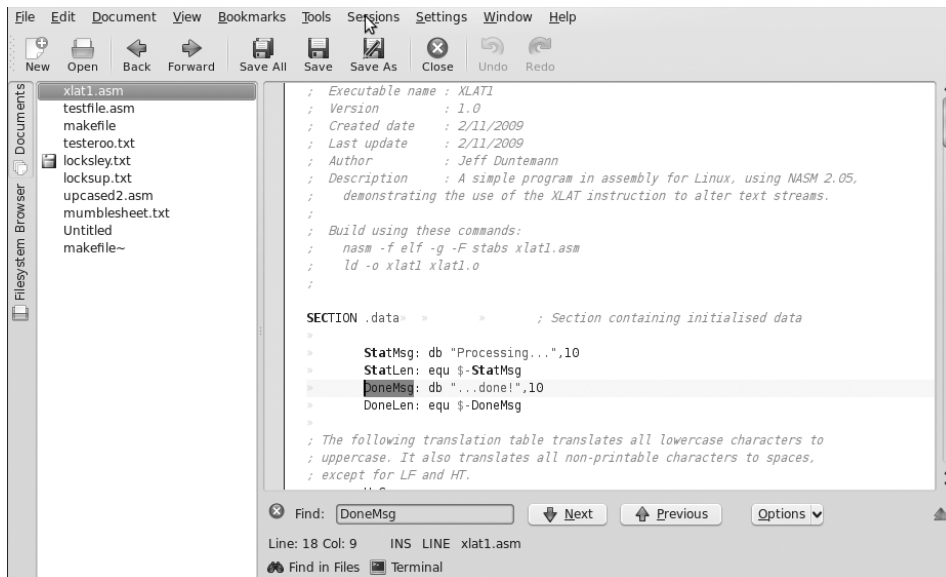 File Edit Document View Bookmarks Tools Sessions Settings Window Help
New Open Back Forward Save All Save Save As Close Undo Redo
Documents
Filesystem Browser
xlat1.asm
testfile.asm
makefile
testeroo.txt
locksley.txt
locksup.txt
upcased2.asm
mumblesheet.txt
Untitled
makefile~
;  Executable name : XLAT1
;  Version         : 1.0
;  Created date    : 2/11/2009
;  Last update     : 2/11/2009
;  Author          : Jeff Duntemann
;  Description     : A simple program in assembly for Linux, using NASM 2.05,
;    demonstrating the use of the XLAT instruction to alter text streams.
;
;  Build using these commands:
;    nasm -f elf -g -F stabs xlat1.asm
;    ld -o xlat1 xlat1.o
;
SECTION .data» » » ; Section containing initialised data
»
» StatMsg: db "Processing...",10
» StatLen: equ $-StatMsg
» DoneMsg: db "...done!",10
» DoneLen: equ $-DoneMsg
»
; The following translation table translates all lowercase characters to
; uppercase. It also translates all non-printable characters to spaces,
; except for LF and HT.
Find: DoneMsg Next Previous Options
Line: 18 Col: 9 INS LINE xlat1.asm
Find in Files Terminal